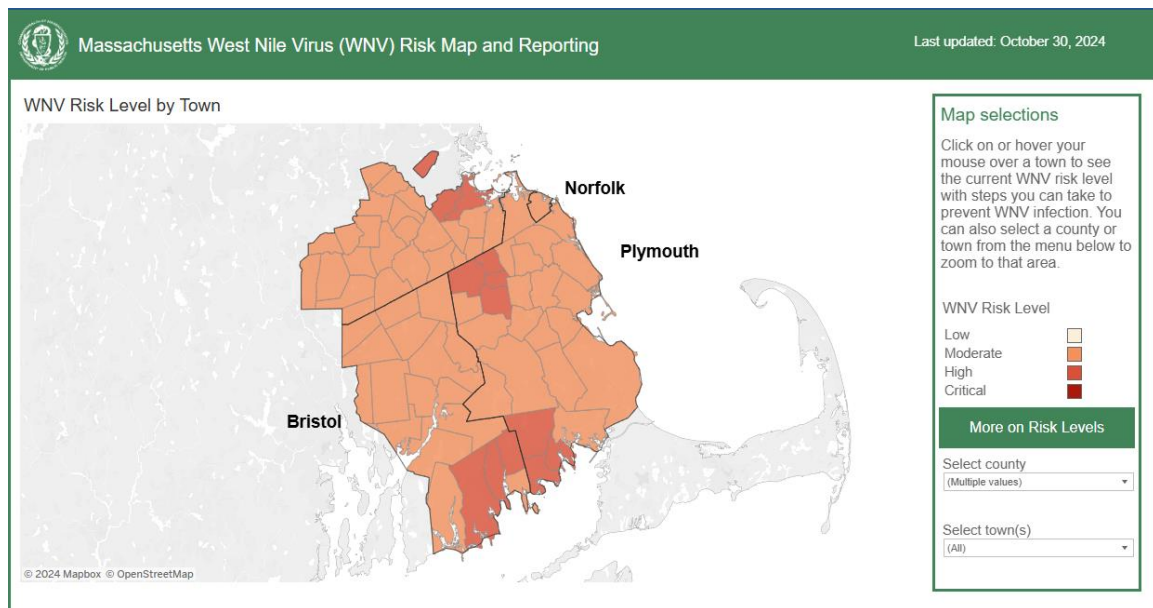 Massachusetts West Nile Virus (WNV) Risk Map and Reporting
Last updated: October 30, 2024
WNV Risk Level by Town
Norfolk
Plymouth
Bristol
© 2024 Mapbox © OpenStreetMap
Map selections
Click on or hover your
mouse over a town to see
the current WNV risk level
with steps you can take to
prevent WNV infection. You
can also select a county or
town from the menu below to
zoom to that area.
WNV Risk Level
Low
Moderate
High
Critical
More on Risk Levels
Select county
(Multiple values)
Select town(s)
(All)